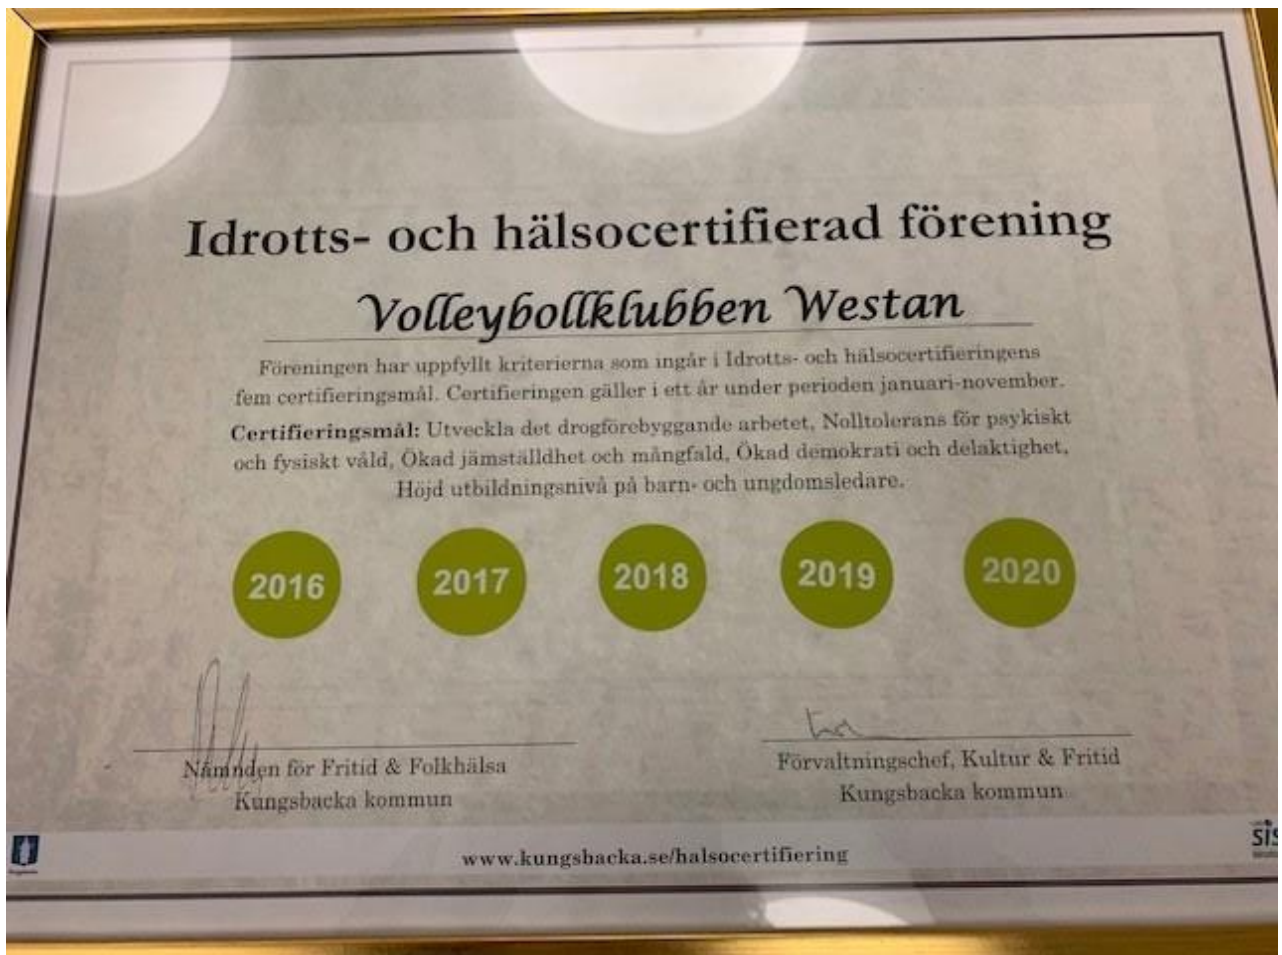 Idrotts- och hälsocertifierad förening
Volleybollklubben Westan
Föreningen har uppfyllt kriterierna som ingår i Idrotts- och hälsocertifieringens
fem certifieringsmål. Certifieringen gäller i ett år under perioden januari-november.
Certifieringsmål: Utveckla det drogförebyggande arbetet, Nolltolerans för psykiskt
och fysiskt våld, Ökad jämställdhet och mångfald, Ökad demokrati och delaktighet,
Höjd utbildningsnivå på barn- och ungdomsledare.
2016 2017 2018 2019 2020
Nämnden för Fritid & Folkhälsa
Kungsbacka kommun
Förvaltningschef, Kultur & Fritid
Kungsbacka kommun
www.kungsbacka.se/halsocertifiering
SIS